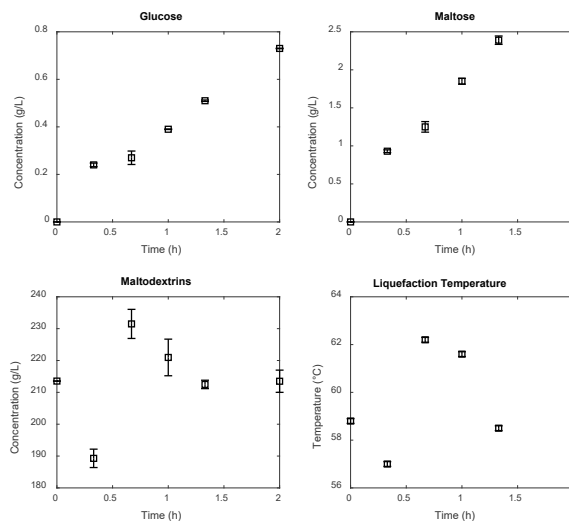 Glucose
Concentration (g/L)
0.8
0.6
0.4
0.2
0
0 0.5 1 1.5 2
Time (h)
Maltose
Concentration (g/L)
2.5
2
1.5
1
0.5
0
0 0.5 1 1.5
Time (h)
Maltodextrins
Concentration (g/L)
240
230
220
210
200
190
180
0 0.5 1 1.5 2
Time (h)
Liquefaction Temperature
Temperature (°C)
64
62
60
58
56
0 0.5 1 1.5
Time (h)